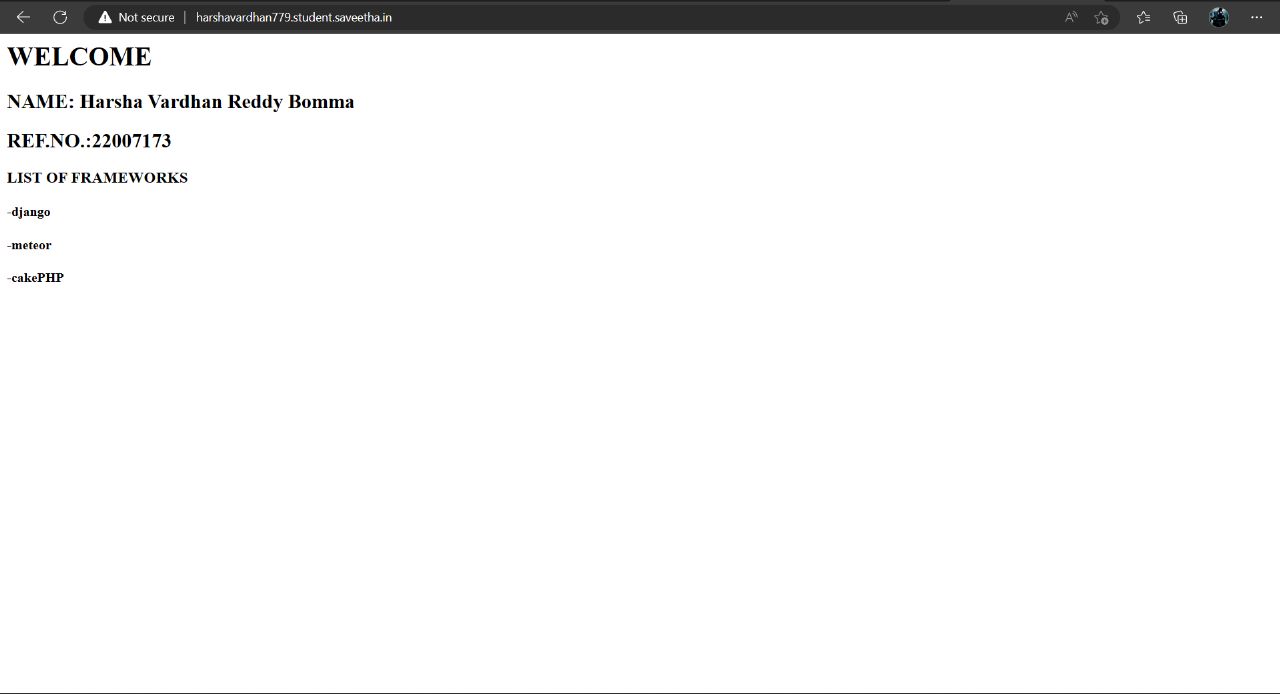 Not secure | harshavardhan779.student.saveetha.in
WELCOME
NAME: Harsha Vardhan Reddy Bomma
REF.NO.:22007173
LIST OF FRAMEWORKS
-django
-meteor
-cakePHP